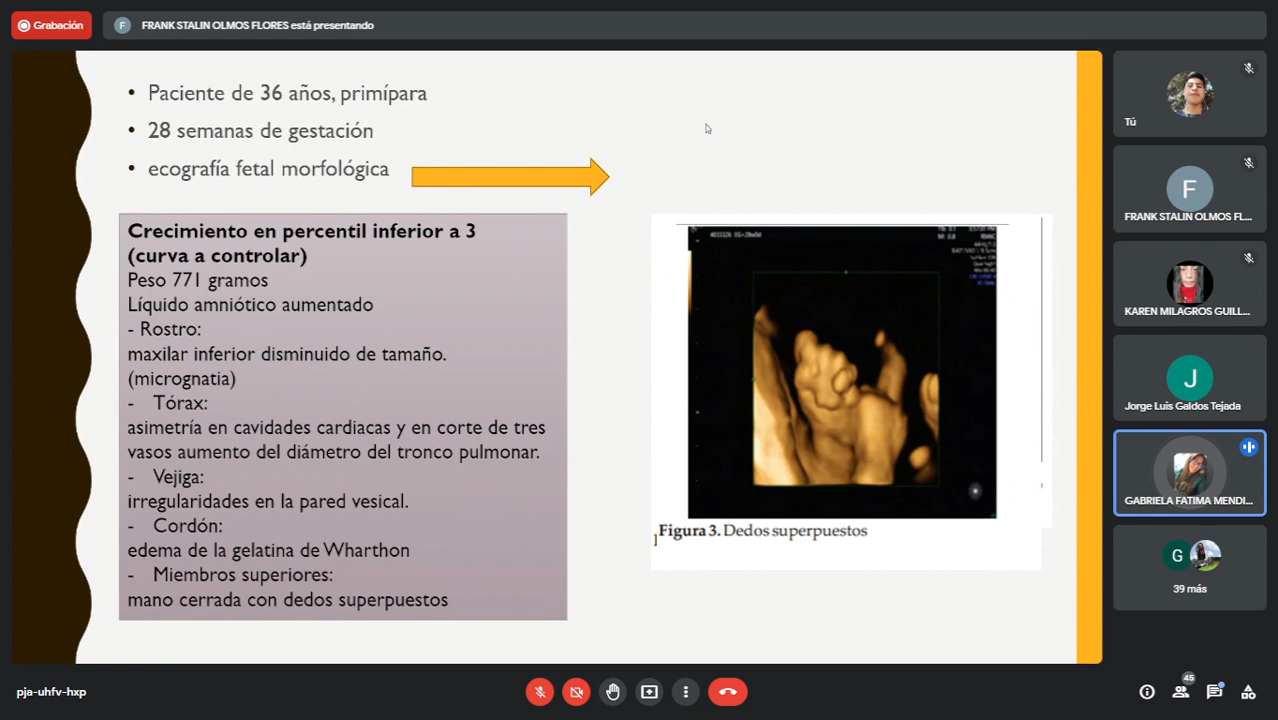 Grabación
F
FRANK STALIN OLMOS FLORES está presentando
• Paciente de 36 años, primípara
• 28 semanas de gestación
• ecografía fetal morfológica
Crecimiento en percentil inferior a 3
(curva a controlar)
Peso 771 gramos
Líquido amniótico aumentado
- Rostro:
maxilar inferior disminuido de tamaño.
(micrognatia)
- Tórax:
asimetría en cavidades cardiacas y en corte de tres
vasos aumento del diámetro del tronco pulmonar.
- Vejiga:
irregularidades en la pared vesical.
- Cordón:
edema de la gelatina de Wharthon
- Miembros superiores:
mano cerrada con dedos superpuestos
Figura 3. Dedos superpuestos
Tú
F
FRANK STALIN OLMOS FL...
KAREN MILAGROS GUILL...
J
Jorge Luis Galdos Tejada
GABRIELA FATIMA MENDI...
G
39 más
pja-uhfv-hxp
45